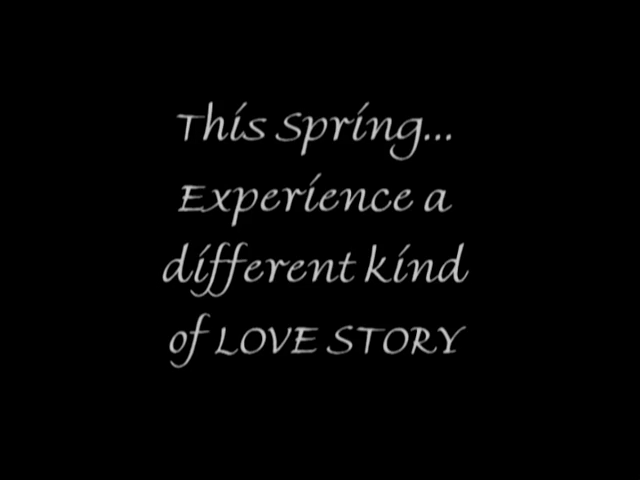 This Spring...
Experience a
different kind
of LOVE STORY